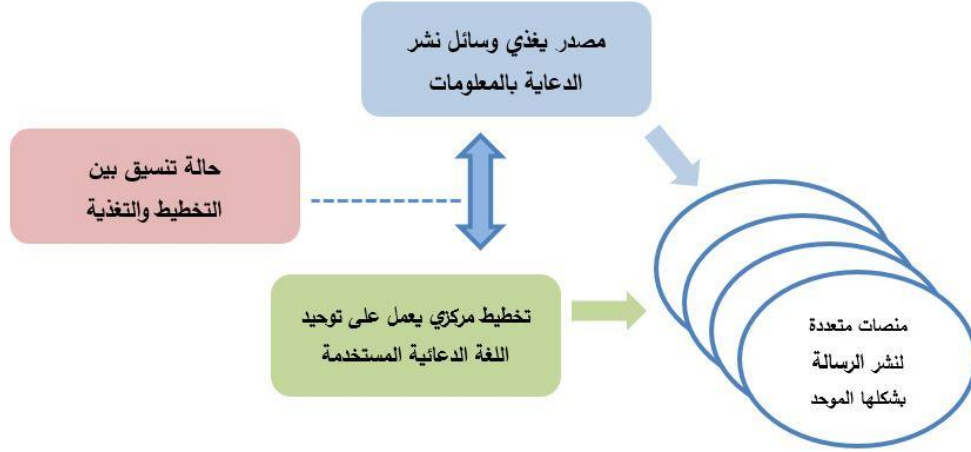 مصدر يغذي وسائل نشر
الدعاية بالمعلومات
حالة تنسيق بين
التخطيط والتغذية
تخطيط مركزي يعمل على توحيد
اللغة الدعائية المستخدمة
منصات متعددة
لنشر الرسالة
بشكلها الموحد